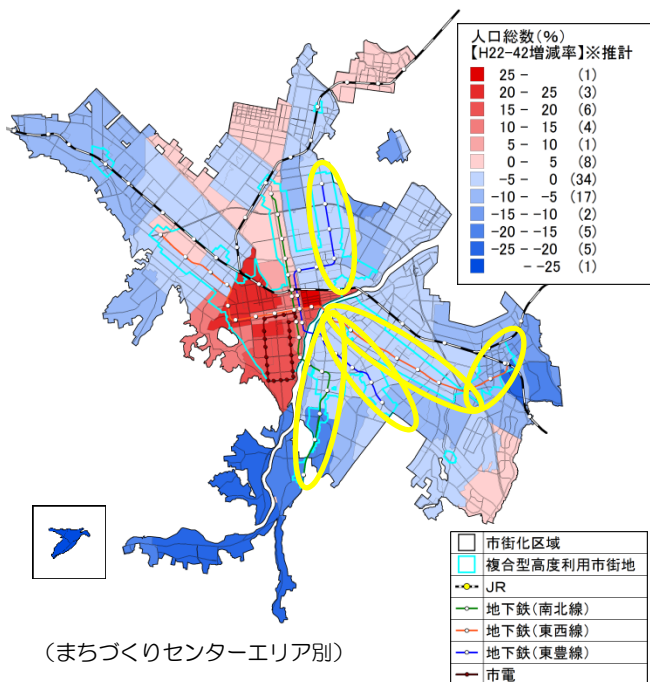 人口総数(%)
【H22-42増減率】※推計
25 - (1)
20 - 25 (3)
15 - 20 (6)
10 - 15 (4)
5 - 10 (1)
0 - 5 (8)
-5 - 0 (34)
-10 - -5 (17)
-15 - -10 (2)
-20 - -15 (5)
-25 - -20 (5)
- -25 (1)
市街化区域
複合型高度利用市街地
JR
地下鉄(南北線)
地下鉄(東西線)
地下鉄(東豊線)
市電
(まちづくりセンターエリア別)